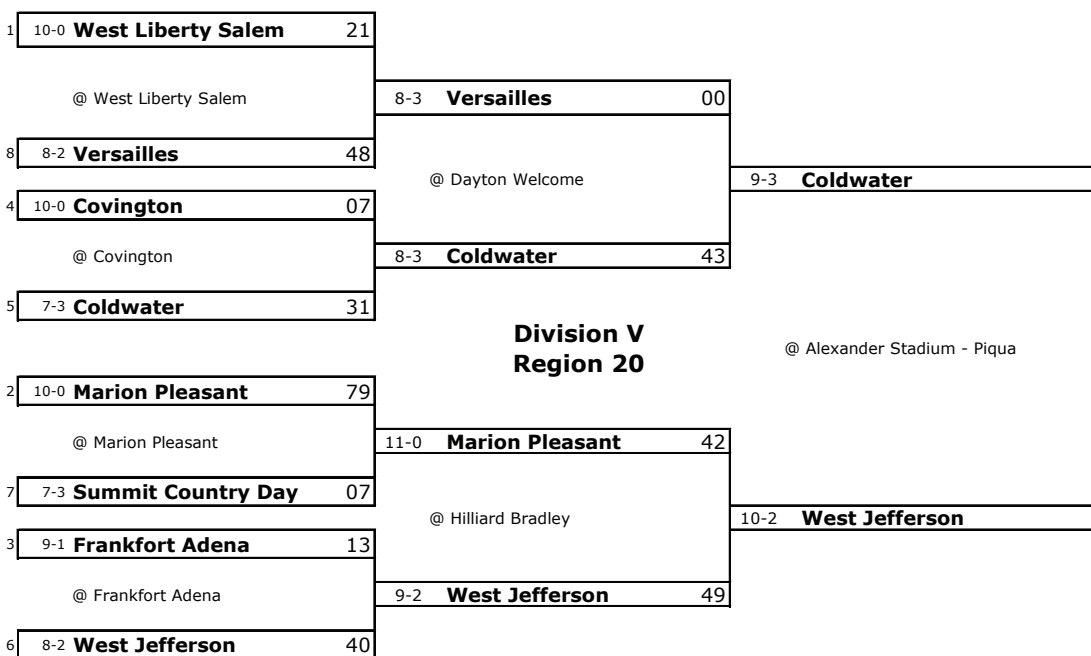 1 10-0 West Liberty Salem 21
@ West Liberty Salem
8 8-2 Versailles 48
4 10-0 Covington 07
@ Covington
5 7-3 Coldwater 31
2 10-0 Marion Pleasant 79
@ Marion Pleasant
7 7-3 Summit Country Day 07
3 9-1 Frankfort Adena 13
@ Frankfort Adena
6 8-2 West Jefferson 40
8-3 Versailles 00
@ Dayton Welcome
8-3 Coldwater 43
Division V
Region 20
11-0 Marion Pleasant 42
@ Hilliard Bradley
9-2 West Jefferson 49
9-3 Coldwater
@ Alexander Stadium - Piqua
10-2 West Jefferson